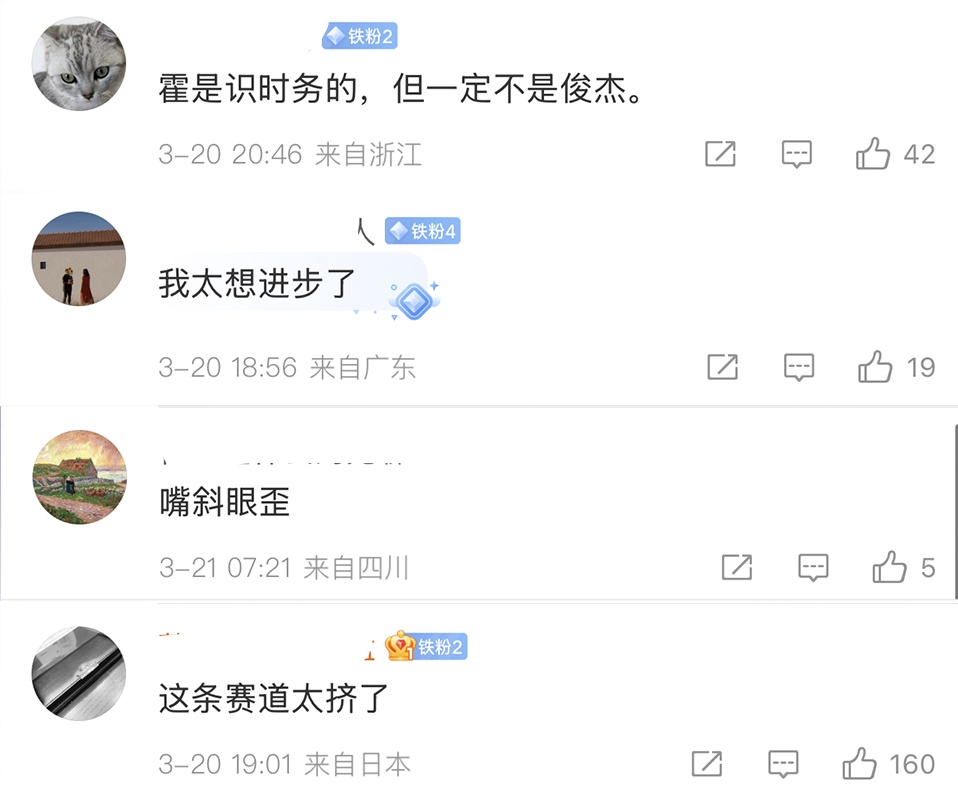 铁粉2
霍是识时务的，但一定不是俊杰。
3-20 20:46 来自浙江 42
铁粉4
我太想进步了
3-20 18:56 来自广东 19
嘴斜眼歪
3-21 07:21 来自四川 5
1 铁粉2
这条赛道太挤了
3-20 19:01 来自日本 160